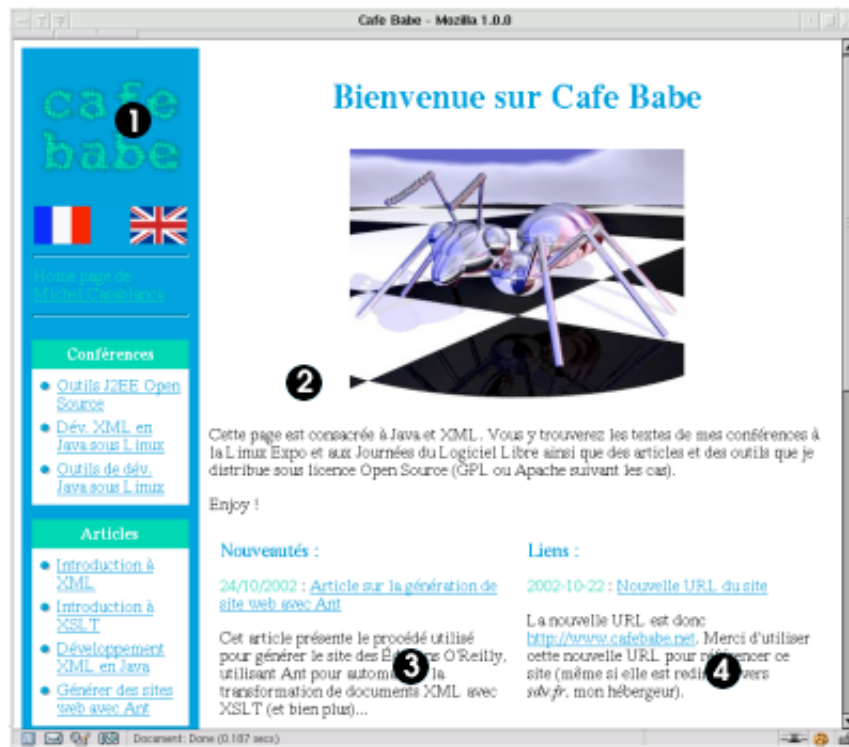 Cafe Babe - Mozilla 1.0.0
cafe
babe
1
Home page de
Michel Casabianca
Conférences
Outils J2EE Open
Source
Dév. XML en
Java sous Linux
Outils de dév.
Java sous Linux
Articles
Introduction à
XML
Introduction à
XSLT
Développement
XML en Java
Générer des sites
web avec Ant
Bienvenue sur Cafe Babe
2
Cette page est consacrée à Java et XML. Vous y trouverez les textes de mes conférences à
la Linux Expo et aux Journées du Logiciel Libre ainsi que des articles et des outils que je
distribue sous licence Open Source (GPL ou Apache suivant les cas).
Enjoy !
Nouveautés :
24/10/2002 : Article sur la génération de
site web avec Ant
Cet article présente le procédé utilisé
pour générer le site des O'Reilly,
3
utilisant Ant pour la
transformation de documents XML avec
XSLT (et bien plus)...
Liens :
2002-10-22 : Nouvelle URL du site
La nouvelle URL est donc
http://www.cafebabe.net. Merci d'utiliser
cette nouvelle URL pour ce
4
site (même si elle est vers
sdv.fr, mon hébergeur).
Document: Done (0.187 secs)